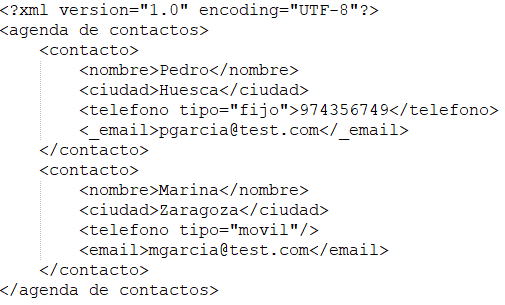 <?xml version="1.0" encoding="UTF-8"?>
<agenda de contactos>
<contacto>
<nombre>Pedro</nombre>
<ciudad>Huesca</ciudad>
<telefono tipo="fijo">974356749</telefono>
<_email>pgarcia@test.com</_email>
</contacto>
<contacto>
<nombre>Marina</nombre>
<ciudad>Zaragoza</ciudad>
<telefono tipo="movil"/>
<email>mgarcia@test.com</email>
</contacto>
</agenda de contactos>